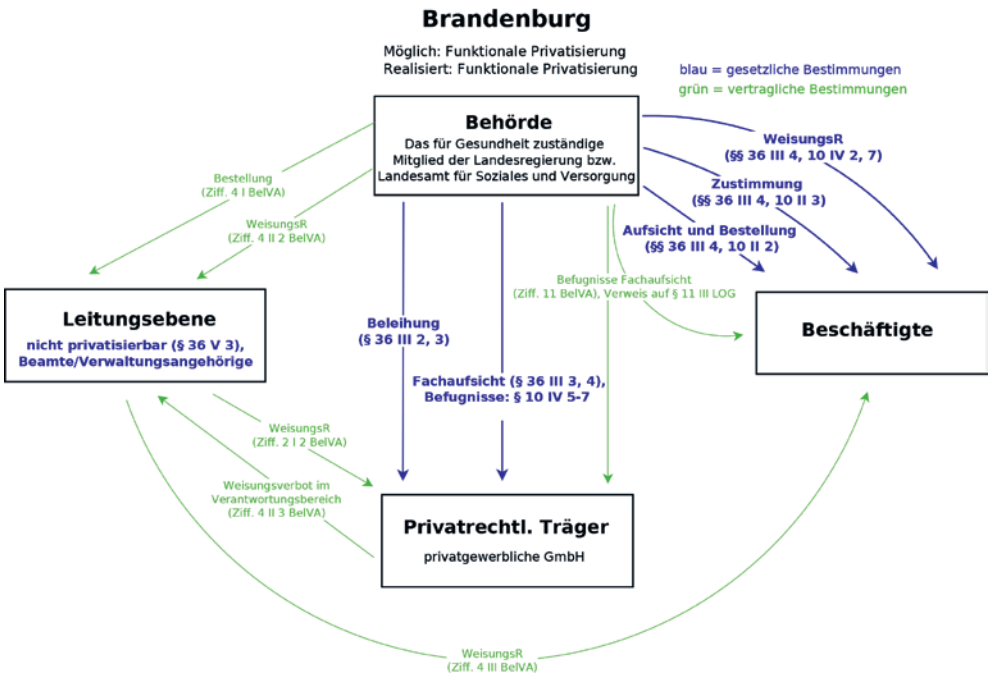 Brandenburg
Möglich: Funktionale Privatisierung
Realisiert: Funktionale Privatisierung
blau = gesetzliche Bestimmungen
grün = vertragliche Bestimmungen
Behörde
Das für Gesundheit zuständige
Mitglied der Landesregierung bzw.
Landesamt für Soziales und Versorgung
WeisungsR
(§§ 36 III 4, 10 IV 2, 7)
Zustimmung
(§§ 36 III 4, 10 II 3)
Aufsicht und Bestellung
(§§ 36 III 4, 10 II 2)
Bestellung
(Ziff. 4 I BelVA)
WeisungsR
(Ziff. 4 II 2 BelVA)
Befugnisse Fachaufsicht
(Ziff. 11 BelVA), Verweis auf § 11 III LOG
Leitungsebene
nicht privatisierbar (§ 36 V 3),
Beamte/Verwaltungsangehörige
Beleihung
(§ 36 III 2, 3)
Beschäftigte
Fachaufsicht (§ 36 III 3, 4),
Befugnisse: § 10 IV 5-7
WeisungsR
(Ziff. 2 I 2 BelVA)
Weisungsverbot im
Verantwortungsbereich
(Ziff. 4 II 3 BelVA)
Privatrechtl. Träger
privatgewerbliche GmbH
WeisungsR
(Ziff. 4 III BelVA)